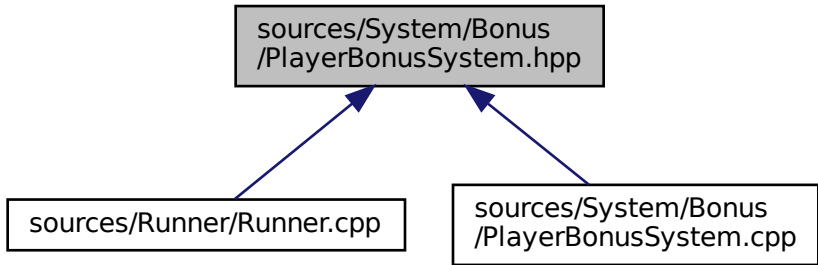 sources/System/Bonus
/PlayerBonusSystem.hpp
sources/Runner/Runner.cpp
sources/System/Bonus
/PlayerBonusSystem.cpp